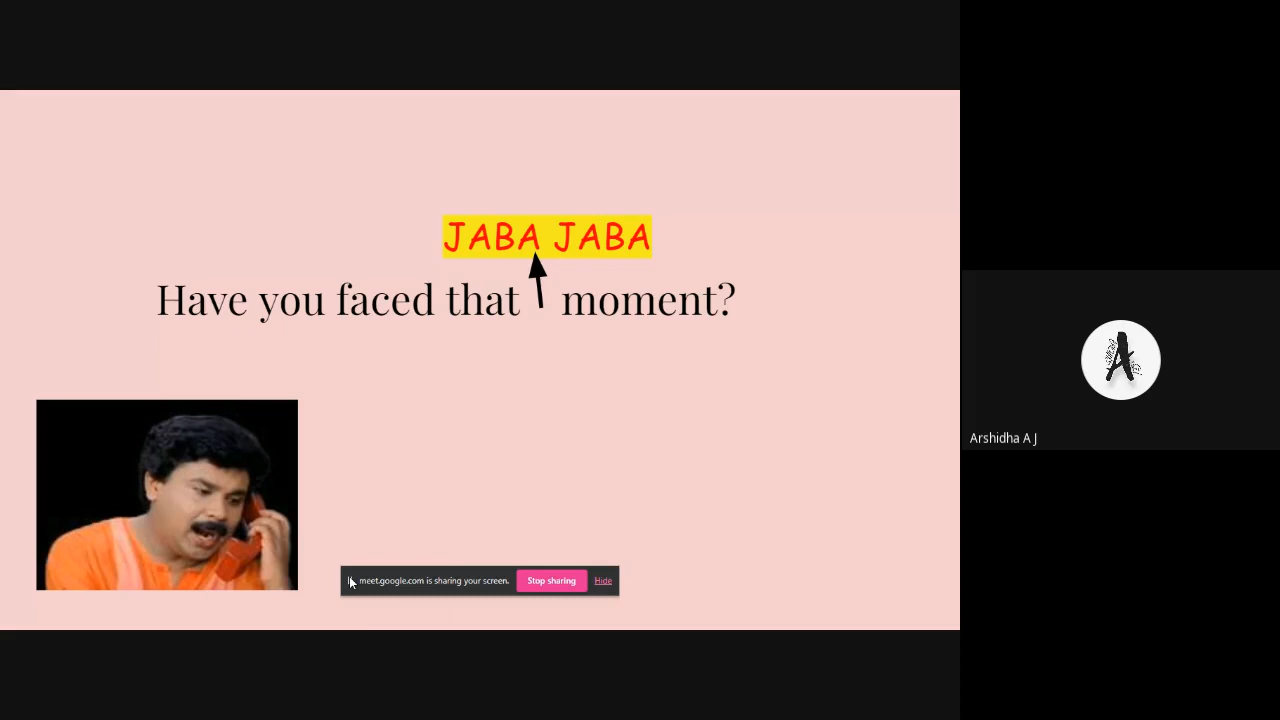 JABA JABA
Have you faced that moment?
meet.google.com is sharing your screen. Stop sharing Hide
Arshidha A J